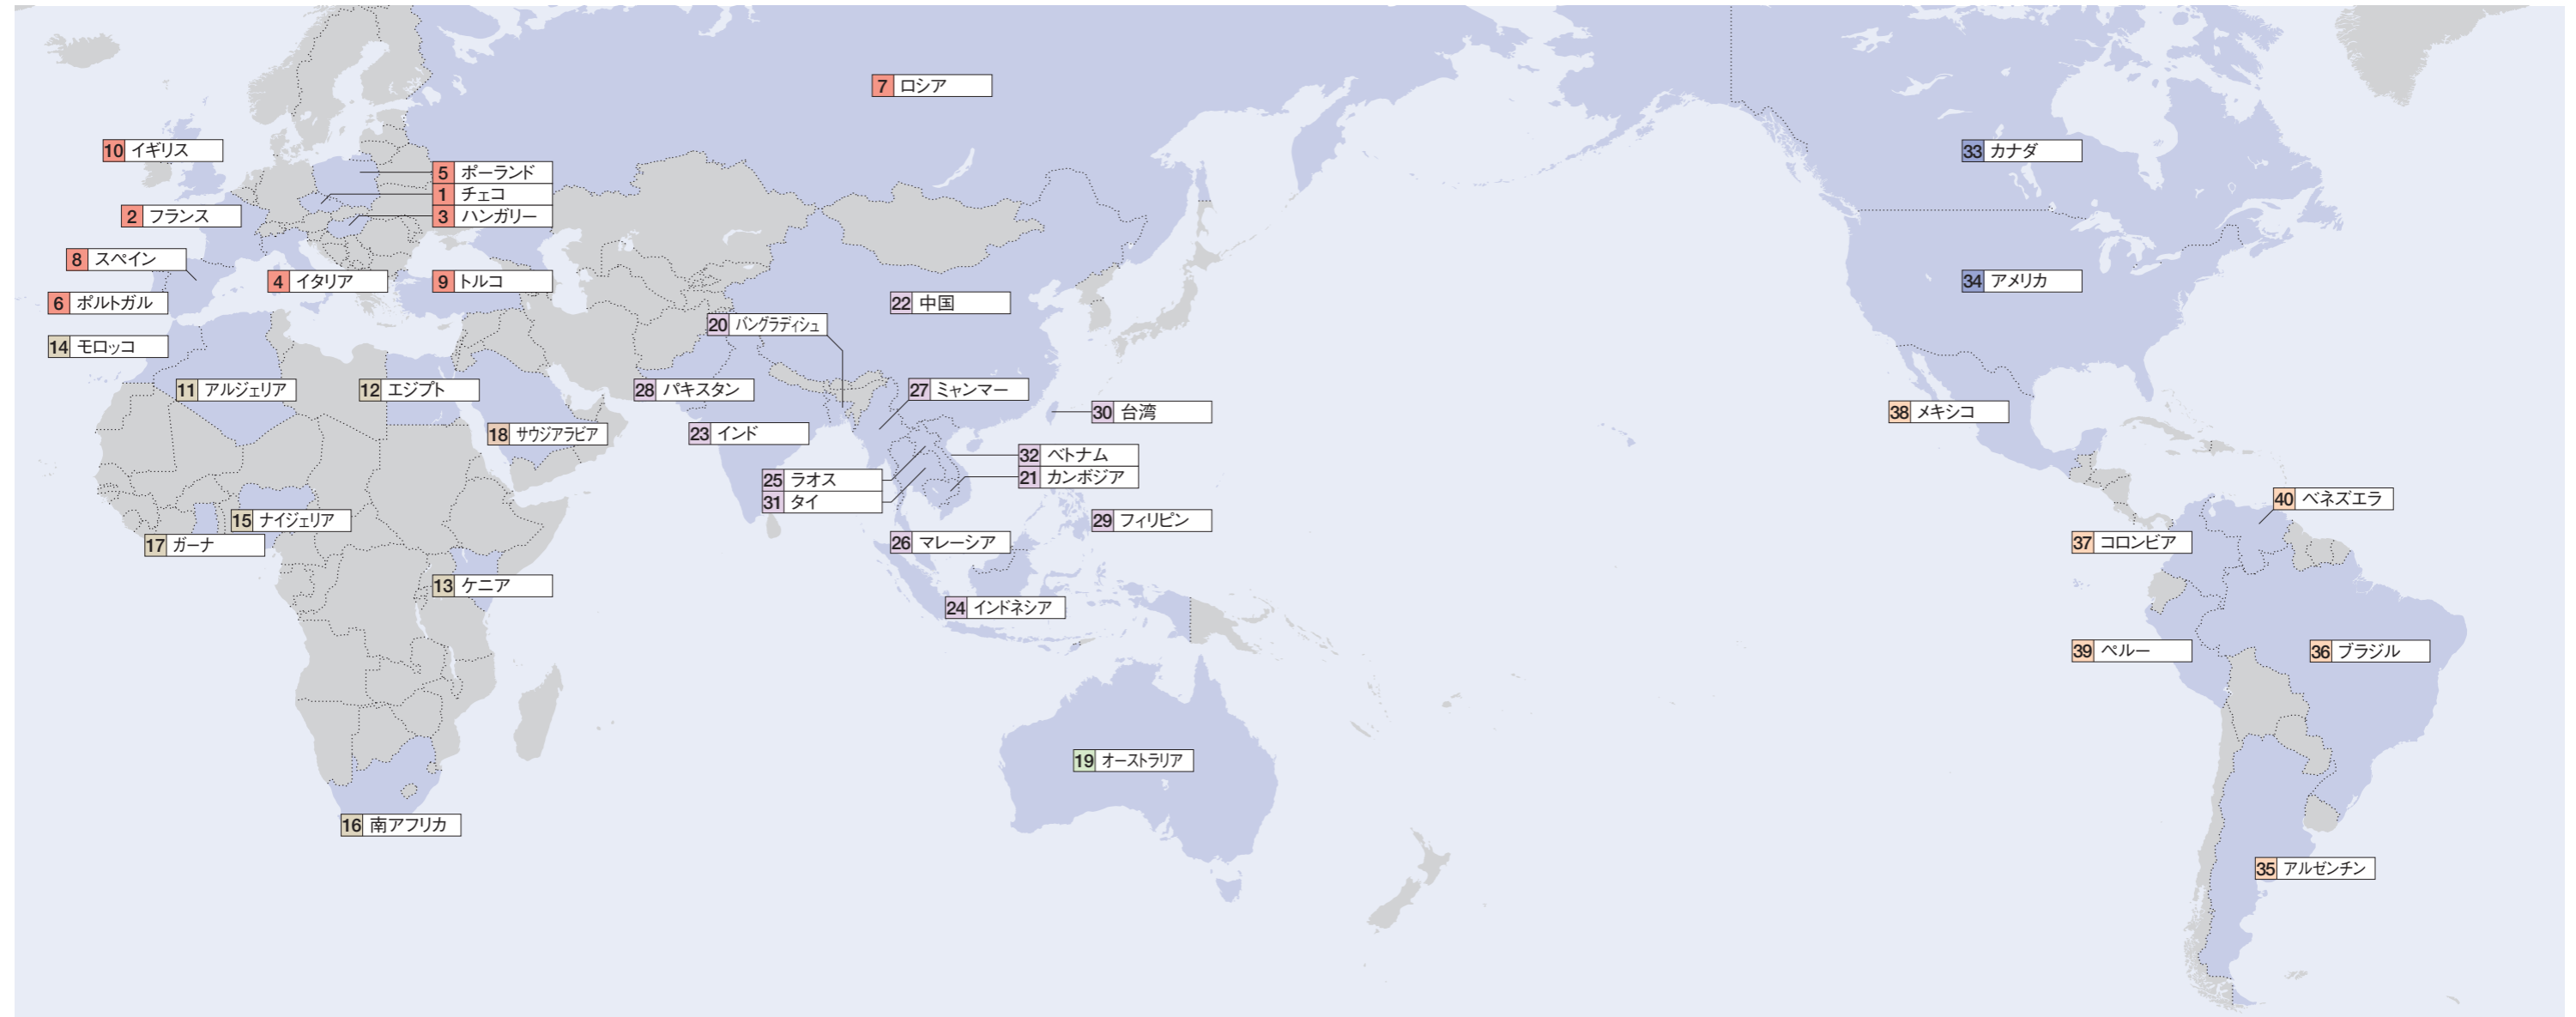 7 ロシア
10 イギリス
33 カナダ
5 ポーランド
1 チェコ
2 フランス
3 ハンガリー
8 スペイン
4 イタリア
9 トルコ
34 アメリカ
6 ポルトガル
22 中国
20 バングラディシュ
14 モロッコ
11 アルジェリア
12 エジプト
28 パキスタン
27 ミャンマー
30 台湾
38 メキシコ
18 サウジアラビア
23 インド
32 ベトナム
25 ラオス
21 カンボジア
31 タイ
40 ベネズエラ
15 ナイジェリア
29 フィリピン
17 ガーナ
26 マレーシア
37 コロンビア
13 ケニア
24 インドネシア
39 ペルー
36 ブラジル
19 オーストラリア
16 南アフリカ
35 アルゼンチン